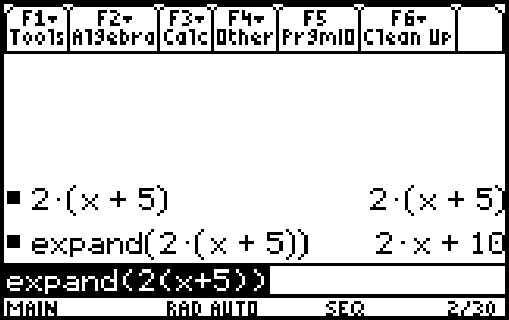 F1▾ F2▾ F3▾ F4▾ F5 F6▾
Tools Algebra Calc Other PrgmIO Clean Up
■ 2·(x + 5) 2·(x + 5)
■ expand(2·(x + 5)) 2·x + 10
expand(2(x+5))
MAIN RAD AUTO SEQ 2/30